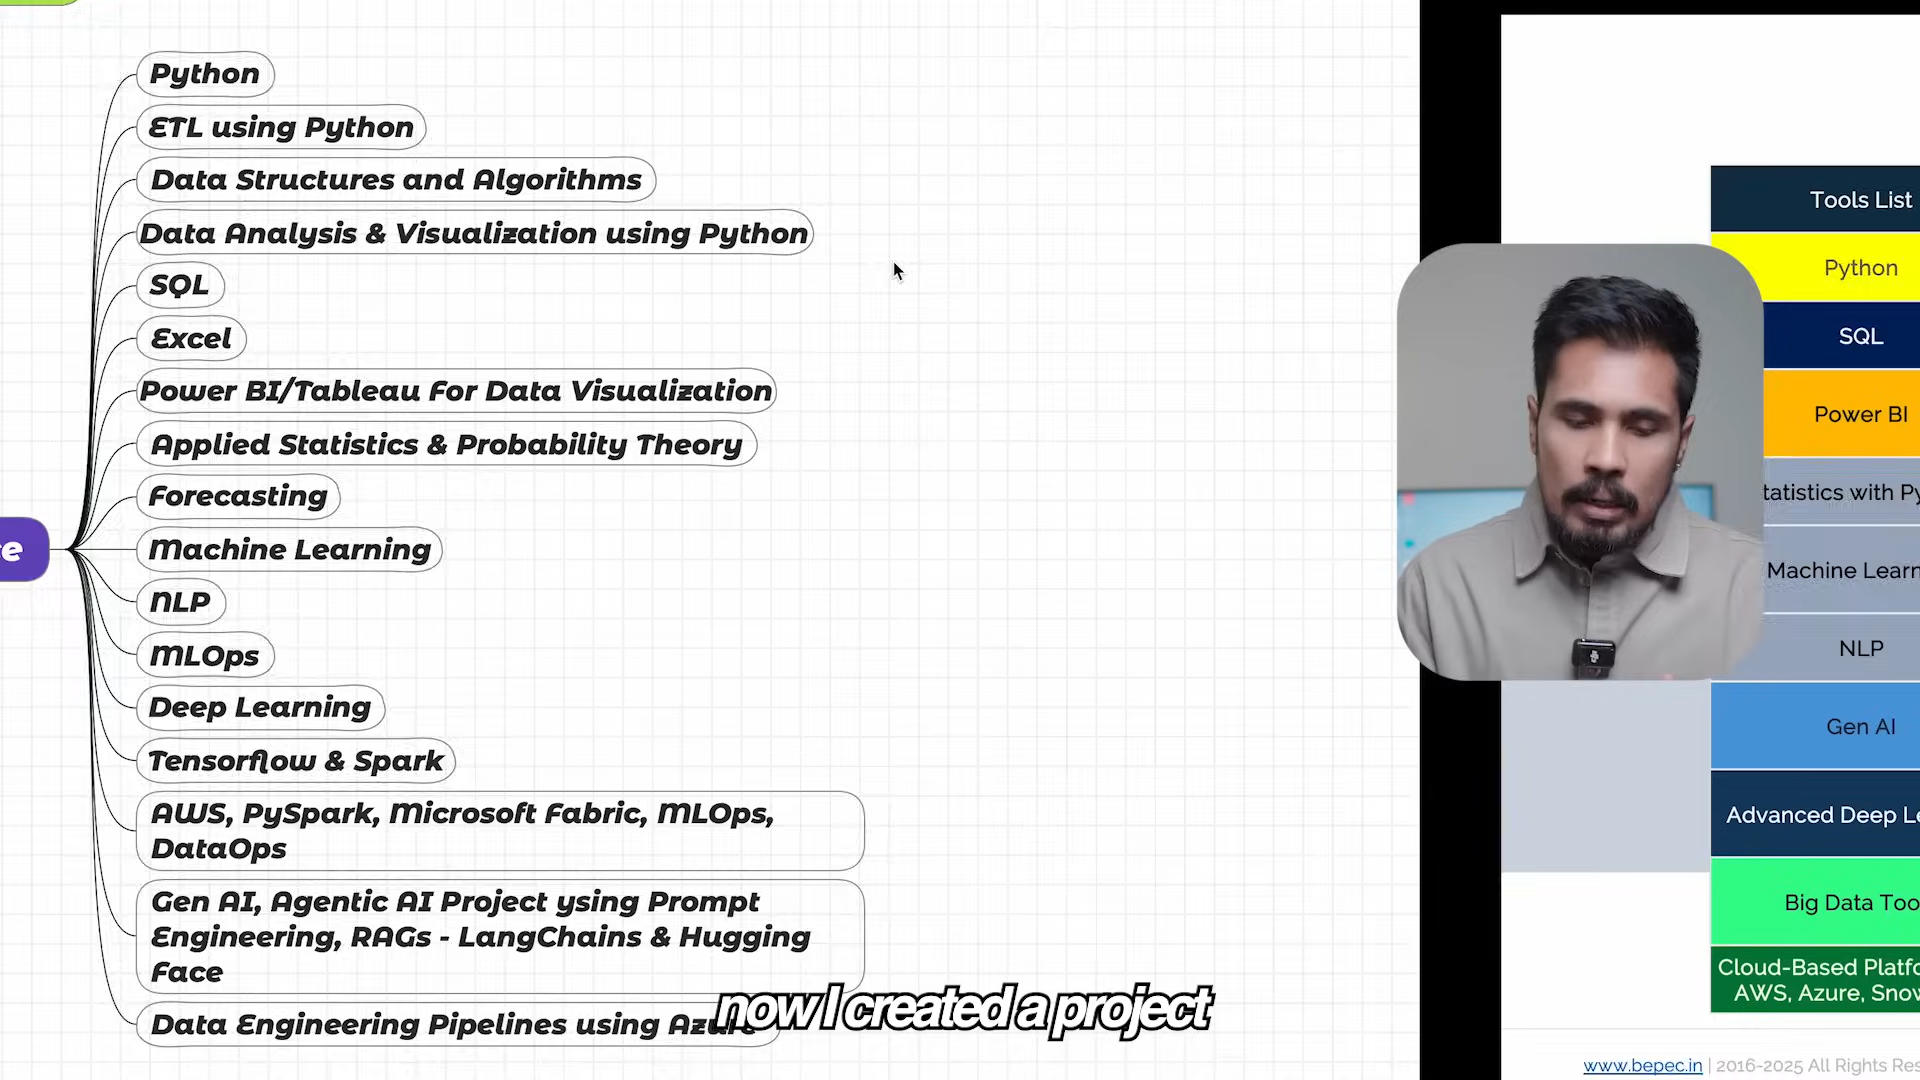 Python
ETL using Python
Data Structures and Algorithms
Data Analysis & Visualization using Python
SQL
Excel
Power BI/Tableau For Data Visualization
Applied Statistics & Probability Theory
Forecasting
Machine Learning
NLP
MLOps
Deep Learning
Tensorflow & Spark
AWS, PySpark, Microsoft Fabric, MLOps,
DataOps
Gen AI, Agentic AI Project ysing Prompt
Engineering, RAGs - LangChains & Hugging
Face
Data Engineering Pipelines using Azure
now I created a project
Tools List
Python
SQL
Power BI
tatistics with Py
Machine Learn
NLP
Gen AI
Advanced Deep Le
Big Data Too
Cloud-Based Platfo
AWS, Azure, Snow
www.bepec.in | 2016-2025 All Rights Res